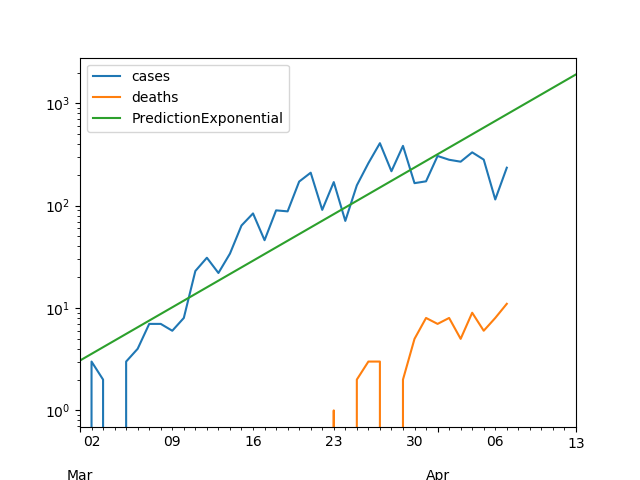 cases
deaths
PredictionExponential
10³
10²
10¹
10⁰
02 09 16 23 30 06 13
Mar Apr